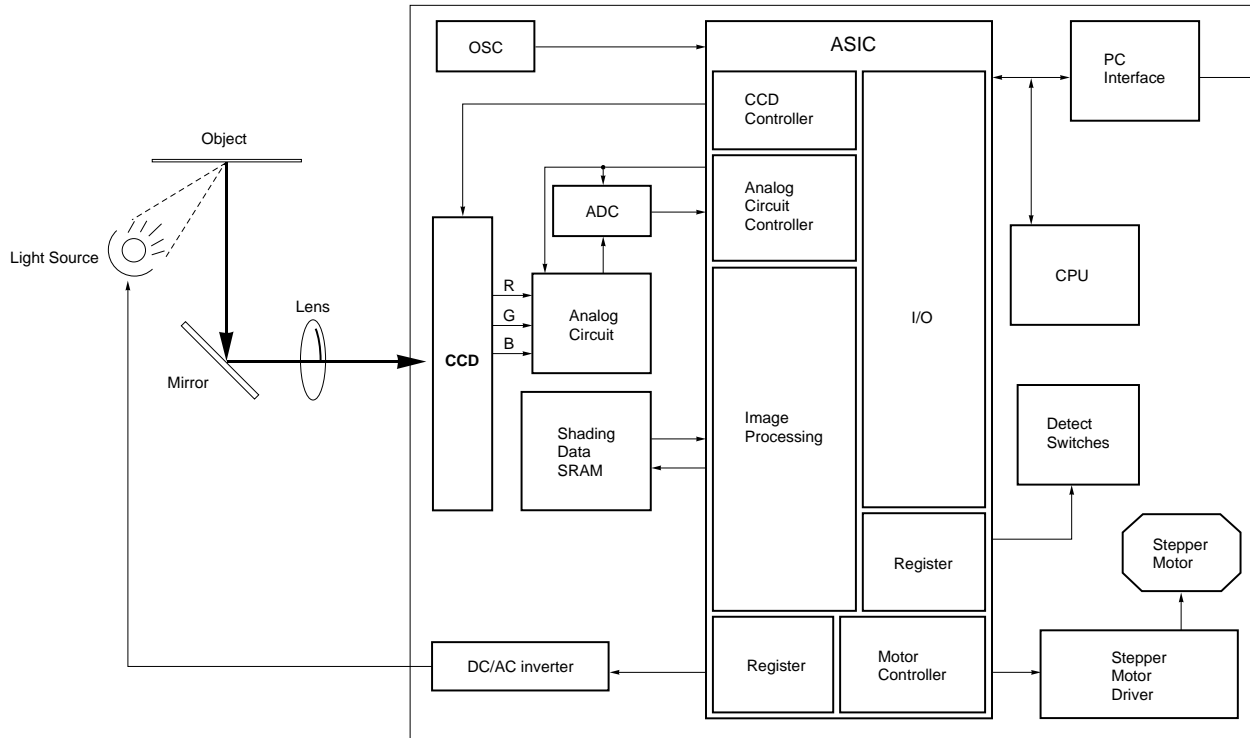 OSC
ASIC
PC
Interface
CCD
Controller
Object
Analog
Circuit
Controller
ADC
Light Source
CPU
R
G
B
Analog
Circuit
I/O
Lens
CCD
Mirror
Image
Processing
Shading
Data
SRAM
Detect
Switches
Stepper
Motor
Register
DC/AC inverter
Register
Motor
Controller
Stepper
Motor
Driver